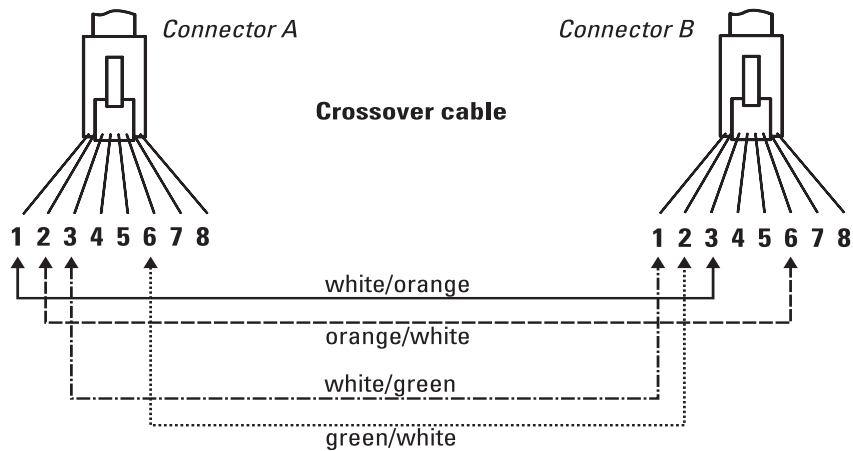 Connector A
Connector B
Crossover cable
1 2 3 4 5 6 7 8
1 2 3 4 5 6 7 8
white/orange
orange/white
white/green
green/white